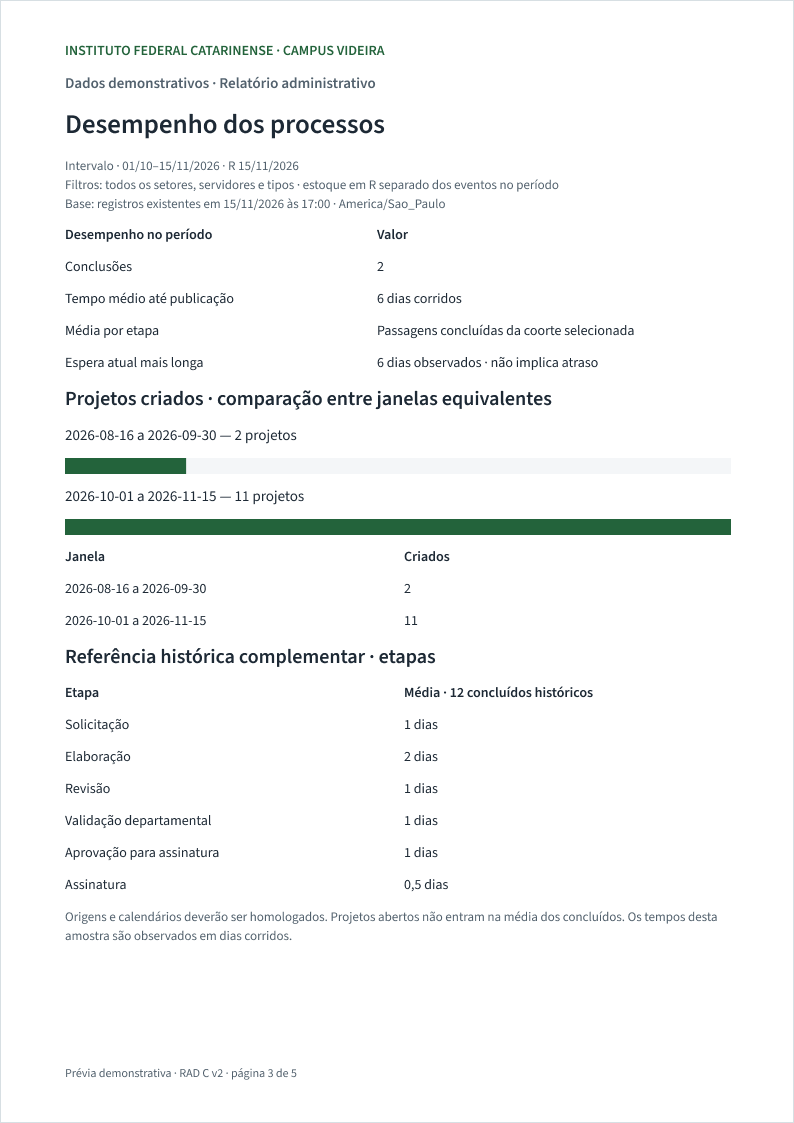 INSTITUTO FEDERAL CATARINENSE · CAMPUS VIDEIRA
Dados demonstrativos · Relatório administrativo
Desempenho dos processos
Intervalo · 01/10–15/11/2026 · R 15/11/2026
Filtros: todos os setores, servidores e tipos · estoque em R separado dos eventos no período
Base: registros existentes em 15/11/2026 às 17:00 · America/Sao_Paulo
Desempenho no período Valor
Conclusões 2
Tempo médio até publicação 6 dias corridos
Média por etapa Passagens concluídas da coorte selecionada
Espera atual mais longa 6 dias observados · não implica atraso
Projetos criados · comparação entre janelas equivalentes
2026-08-16 a 2026-09-30 — 2 projetos
2026-10-01 a 2026-11-15 — 11 projetos
Janela Criados
2026-08-16 a 2026-09-30 2
2026-10-01 a 2026-11-15 11
Referência histórica complementar · etapas
Etapa Média · 12 concluídos históricos
Solicitação 1 dias
Elaboração 2 dias
Revisão 1 dias
Validação departamental 1 dias
Aprovação para assinatura 1 dias
Assinatura 0,5 dias
Origens e calendários deverão ser homologados. Projetos abertos não entram na média dos concluídos. Os tempos desta
amostra são observados em dias corridos.
Prévia demonstrativa · RAD C v2 · página 3 de 5